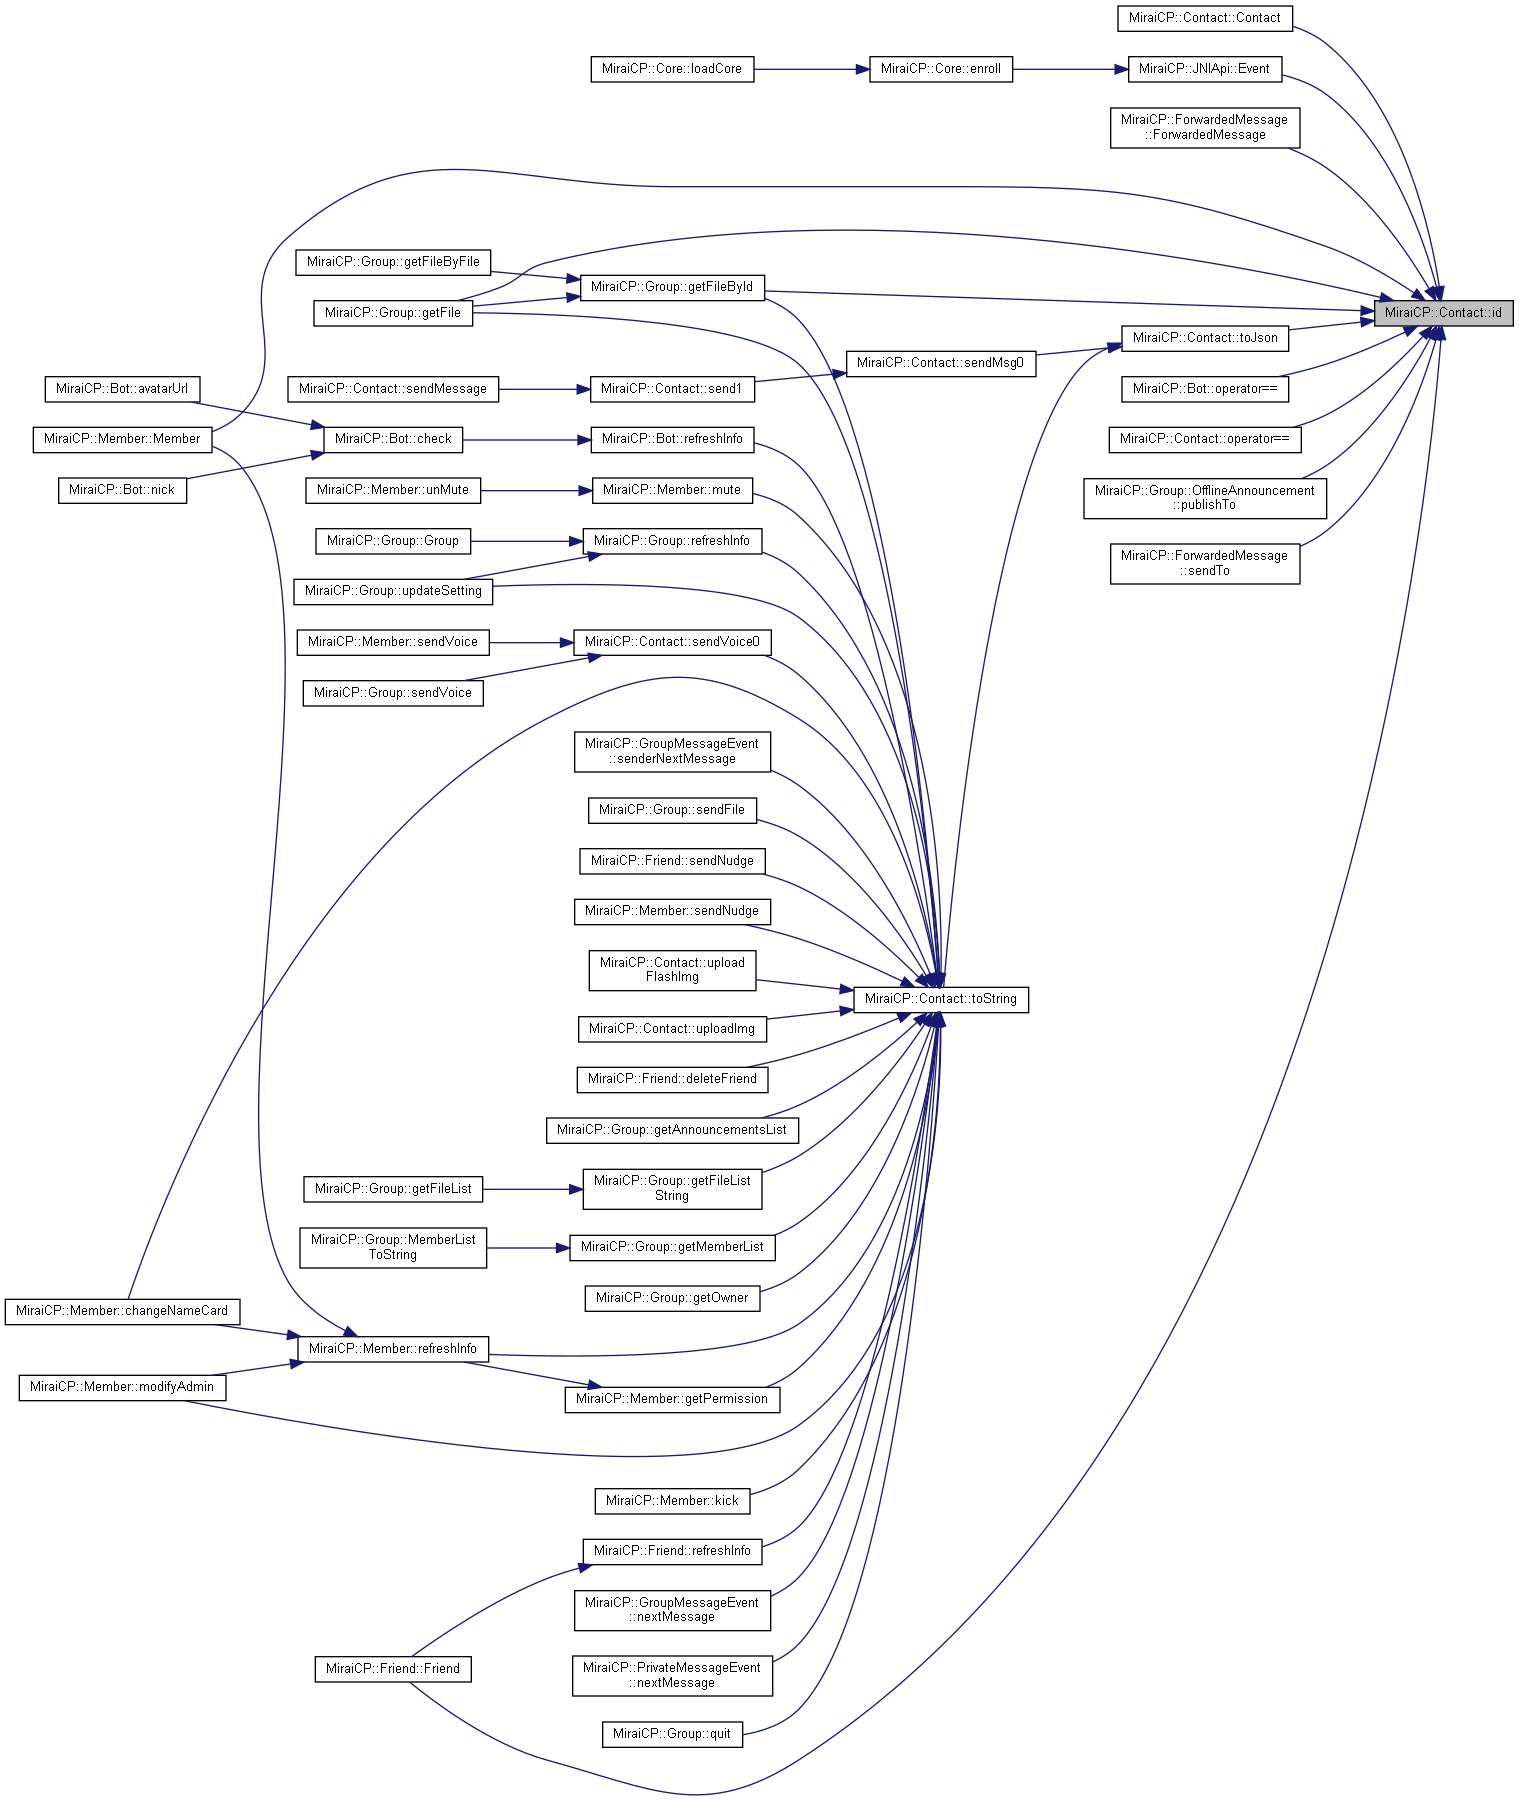 MiraiCP::Contact::Contact
MiraiCP::Core::loadCore
MiraiCP::Core::enroll
MiraiCP::JNIApi::Event
MiraiCP::ForwardedMessage
::ForwardedMessage
MiraiCP::Group::getFileByFile
MiraiCP::Group::getFileById
MiraiCP::Group::getFile
MiraiCP::Contact::id
MiraiCP::Contact::toJson
MiraiCP::Contact::sendMsg0
MiraiCP::Bot::avatarUrl
MiraiCP::Contact::sendMessage
MiraiCP::Contact::send1
MiraiCP::Bot::operator==
MiraiCP::Member::Member
MiraiCP::Bot::check
MiraiCP::Bot::refreshInfo
MiraiCP::Contact::operator==
MiraiCP::Bot::nick
MiraiCP::Member::unMute
MiraiCP::Member::mute
MiraiCP::Group::OfflineAnnouncement
::publishTo
MiraiCP::Group::Group
MiraiCP::Group::refreshInfo
MiraiCP::ForwardedMessage
::sendTo
MiraiCP::Group::updateSetting
MiraiCP::Member::sendVoice
MiraiCP::Contact::sendVoice0
MiraiCP::Group::sendVoice
MiraiCP::GroupMessageEvent
::senderNextMessage
MiraiCP::Group::sendFile
MiraiCP::Friend::sendNudge
MiraiCP::Member::sendNudge
MiraiCP::Contact::upload
FlashImg
MiraiCP::Contact::toString
MiraiCP::Contact::uploadImg
MiraiCP::Friend::deleteFriend
MiraiCP::Group::getAnnouncementsList
MiraiCP::Group::getFileList
MiraiCP::Group::getFileList
String
MiraiCP::Group::MemberList
ToString
MiraiCP::Group::getMemberList
MiraiCP::Group::getOwner
MiraiCP::Member::changeNameCard
MiraiCP::Member::refreshInfo
MiraiCP::Member::modifyAdmin
MiraiCP::Member::getPermission
MiraiCP::Member::kick
MiraiCP::Friend::refreshInfo
MiraiCP::GroupMessageEvent
::nextMessage
MiraiCP::Friend::Friend
MiraiCP::PrivateMessageEvent
::nextMessage
MiraiCP::Group::quit